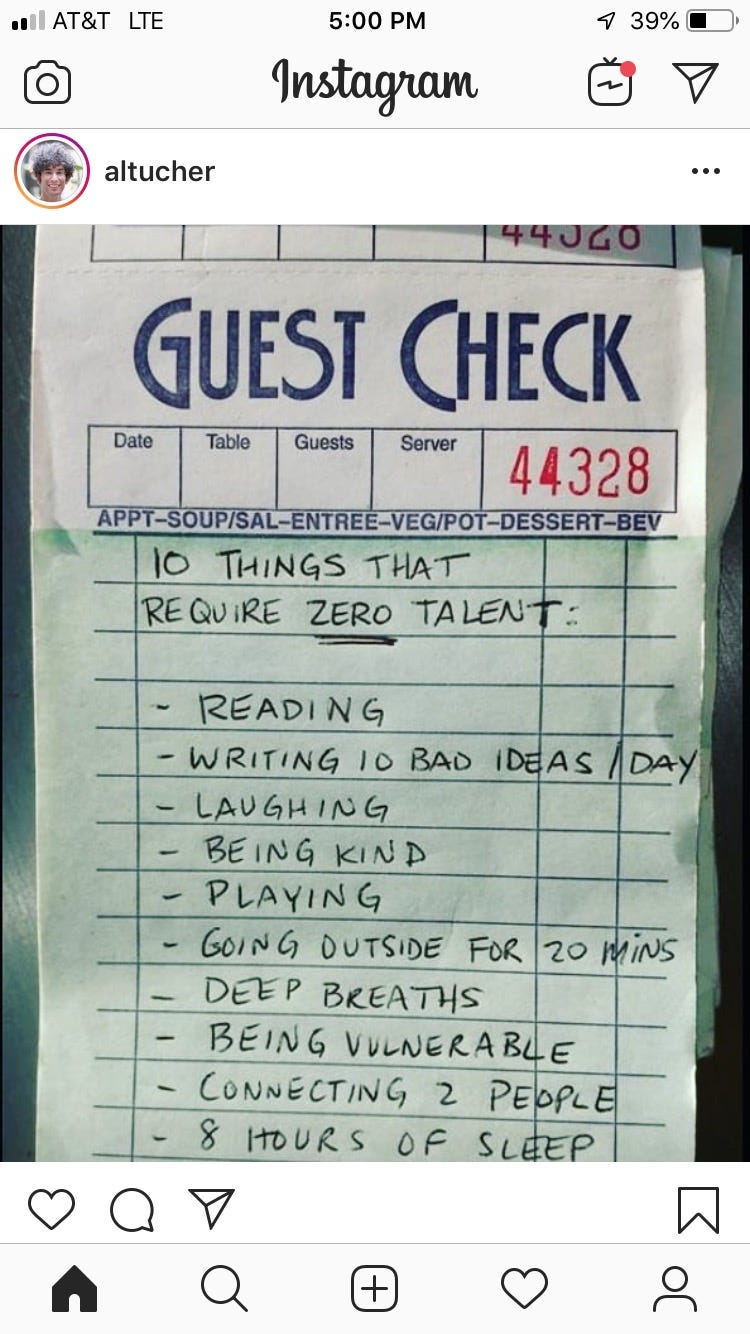 AT&T LTE 5:00 PM 39%
Instagram
altucher
44328
GUEST CHECK
Date Table Guests Server 44328
APPT–SOUP/SAL–ENTREE–VEG/POT–DESSERT–BEV
10 THINGS THAT
REQUIRE ZERO TALENT:
- READING
- WRITING 10 BAD IDEAS / DAY
- LAUGHING
- BEING KIND
- PLAYING
- GOING OUTSIDE FOR 20 MINS
- DEEP BREATHS
- BEING VULNERABLE
- CONNECTING 2 PEOPLE
- 8 HOURS OF SLEEP